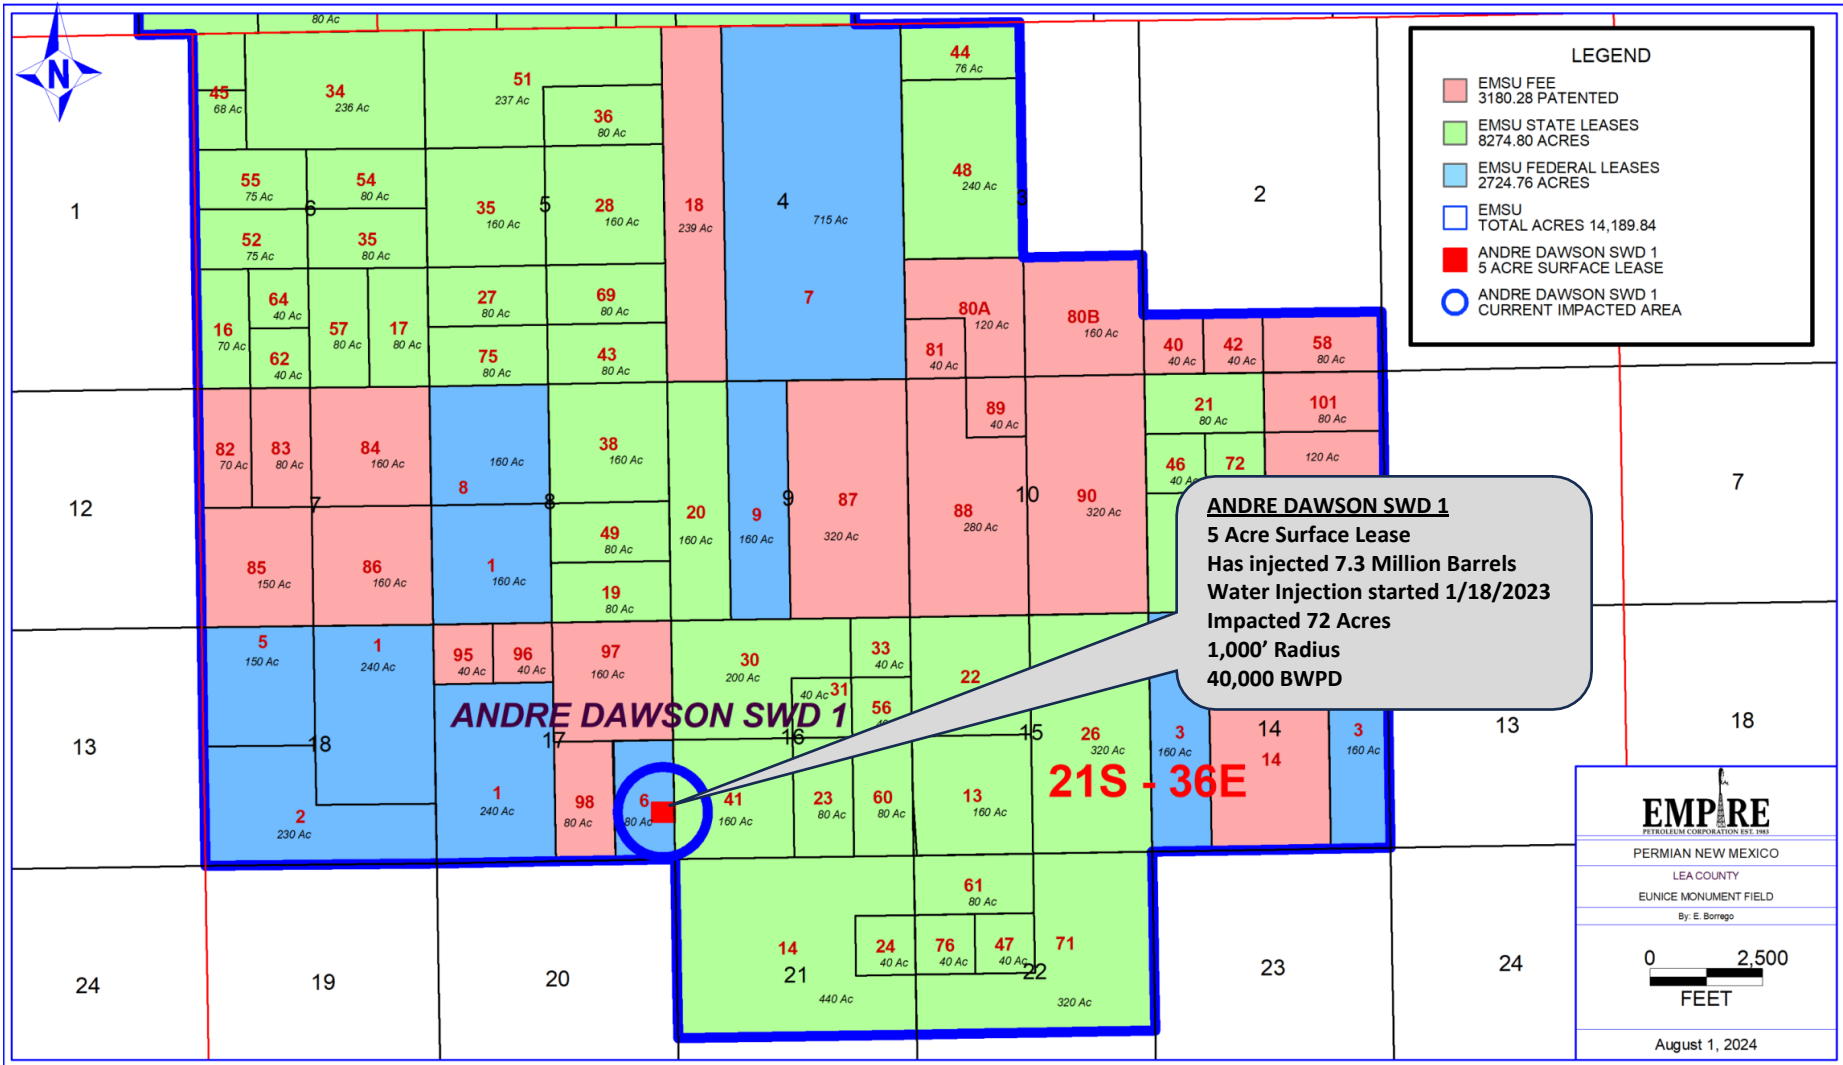 80 Ac
N
45
68 Ac
34
236 Ac
51
237 Ac
36
80 Ac
44
76 Ac
55
75 Ac
54
80 Ac
6
52
75 Ac
35
80 Ac
35
160 Ac
5
28
160 Ac
18
239 Ac
4
715 Ac
7
48
240 Ac
3
1
2
16
70 Ac
64
40 Ac
62
40 Ac
57
80 Ac
17
80 Ac
27
80 Ac
69
80 Ac
75
80 Ac
43
80 Ac
80A
120 Ac
80B
160 Ac
81
40 Ac
40
40 Ac
42
40 Ac
58
80 Ac
LEGEND
EMSU FEE
3180.28 PATENTED
EMSU STATE LEASES
8274.80 ACRES
EMSU FEDERAL LEASES
2724.76 ACRES
EMSU
TOTAL ACRES 14,189.84
ANDRE DAWSON SWD 1
5 ACRE SURFACE LEASE
ANDRE DAWSON SWD 1
CURRENT IMPACTED AREA
82
70 Ac
83
80 Ac
84
160 Ac
7
85
150 Ac
86
160 Ac
160 Ac
8
8
1
160 Ac
38
160 Ac
49
80 Ac
19
80 Ac
20
160 Ac
9
160 Ac
9
87
320 Ac
88
280 Ac
89
40 Ac
10
90
320 Ac
21
80 Ac
101
80 Ac
46
40 Ac
72
120 Ac
12
7
ANDRE DAWSON SWD 1
5 Acre Surface Lease
Has injected 7.3 Million Barrels
Water Injection started 1/18/2023
Impacted 72 Acres
1,000’ Radius
40,000 BWPD
5
150 Ac
1
240 Ac
95
40 Ac
96
40 Ac
97
160 Ac
30
200 Ac
33
40 Ac
40 Ac 31
56
22
ANDRE DAWSON SWD 1
13
18
17
16
15
26
320 Ac
3
160 Ac
14
14
3
160 Ac
13
18
21S - 36E
2
230 Ac
1
240 Ac
98
80 Ac
6
80 Ac
41
160 Ac
23
80 Ac
60
80 Ac
13
160 Ac
61
80 Ac
14
21
440 Ac
24
40 Ac
76
40 Ac
47
40 Ac
71
22
320 Ac
24
19
20
23
24
EMPIRE
PETROLEUM CORPORATION EST. 1983
PERMIAN NEW MEXICO
LEA COUNTY
EUNICE MONUMENT FIELD
By: E. Borrego
0 2,500
FEET
August 1, 2024